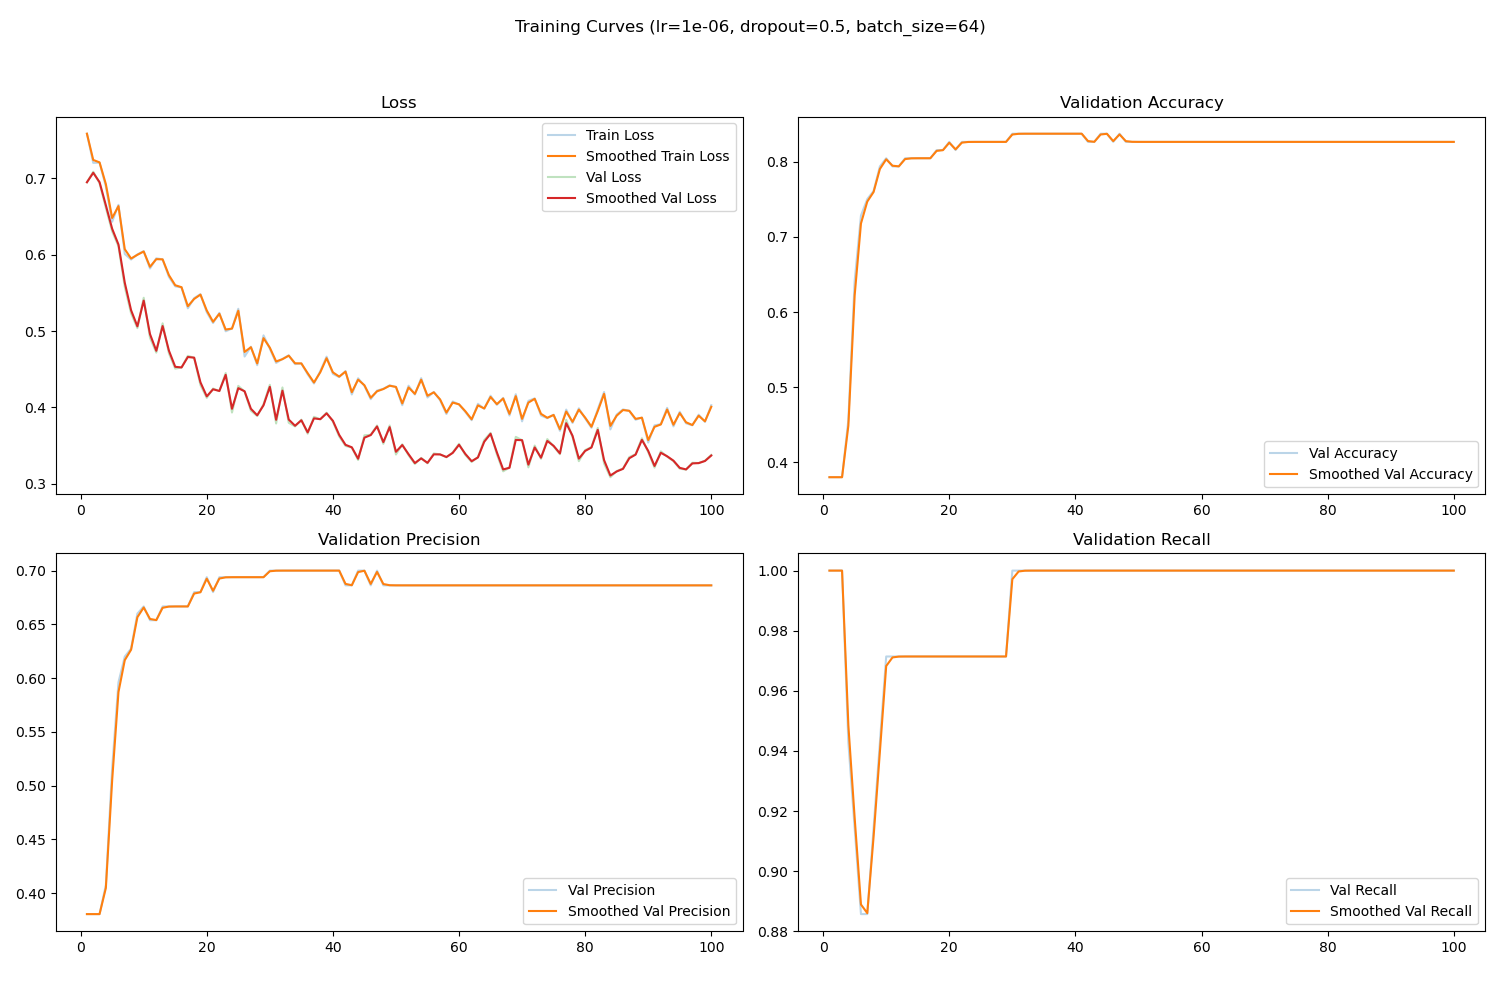 Training Curves (lr=1e-06, dropout=0.5, batch_size=64)
Loss
Train Loss
Smoothed Train Loss
Val Loss
Smoothed Val Loss
0.7
0.6
0.5
0.4
0.3
0 20 40 60 80 100
Validation Accuracy
0.8
0.7
0.6
0.5
0.4
Val Accuracy
Smoothed Val Accuracy
0 20 40 60 80 100
Validation Precision
0.70
0.65
0.60
0.55
0.50
0.45
0.40
Val Precision
Smoothed Val Precision
0 20 40 60 80 100
Validation Recall
1.00
0.98
0.96
0.94
0.92
0.90
0.88
Val Recall
Smoothed Val Recall
0 20 40 60 80 100